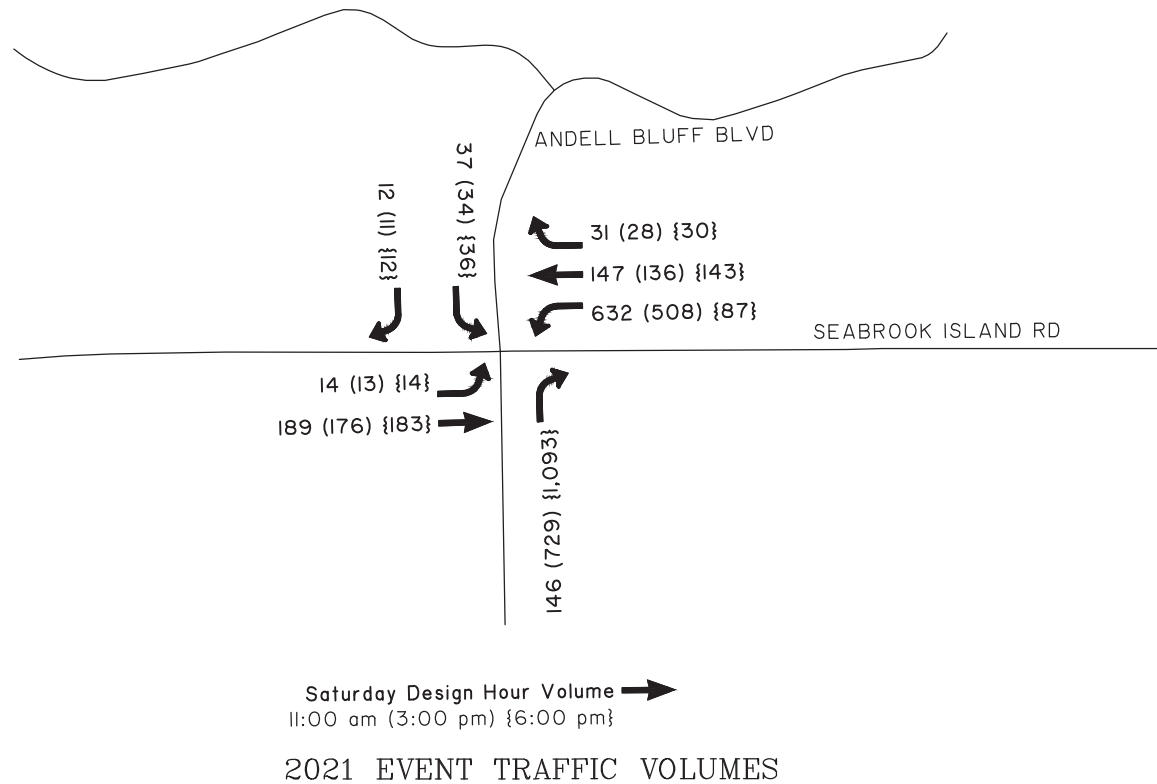 ANDELL BLUFF BLVD
37 (34) {36}
12 (11) {12}
31 (28) {30}
147 (136) {143}
632 (508) {87}
SEABROOK ISLAND RD
14 (13) {14}
189 (176) {183}
146 (729) {1,093}
Saturday Design Hour Volume
11:00 am (3:00 pm) {6:00 pm}
2021 EVENT TRAFFIC VOLUMES